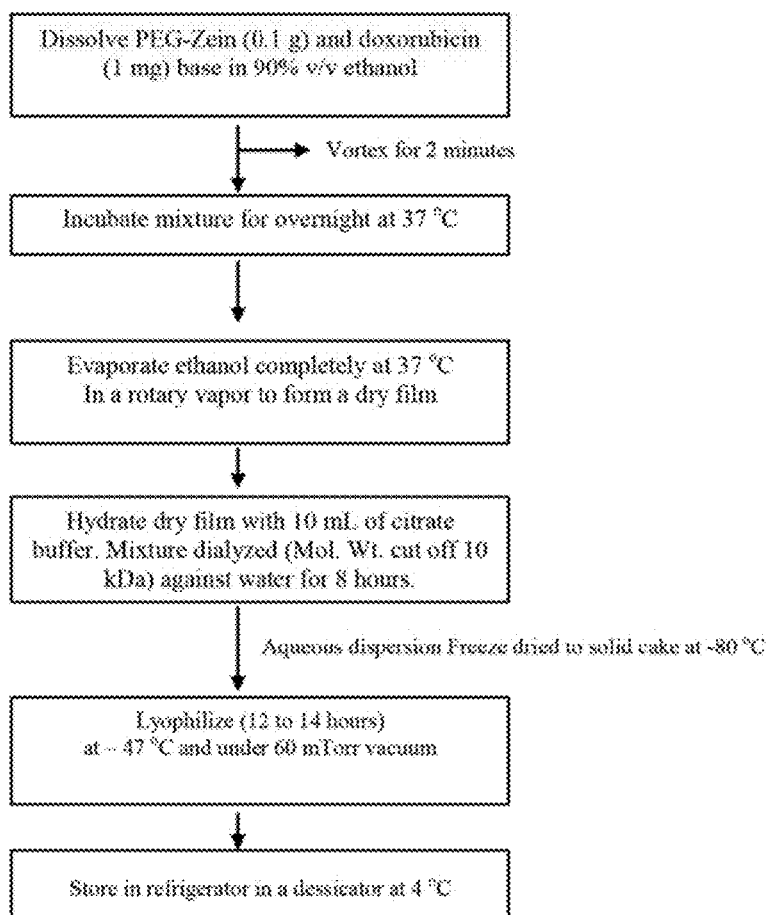 Dissolve PEG-Zein (0.1 g) and doxorubicin
(1 mg) base in 90% v/v ethanol
Vortex for 2 minutes
Incubate mixture for overnight at 37 °C
Evaporate ethanol completely at 37 °C
In a rotary vapor to form a dry film
Hydrate dry film with 10 mL of citrate
buffer. Mixture dialyzed (Mol. Wt. cut off 10
kDa) against water for 8 hours.
Aqueous dispersion Freeze dried to solid cake at -80 °C
Lyophilize (12 to 14 hours)
at – 47 °C and under 60 mTorr vacuum
Store in refrigerator in a dessicator at 4 °C